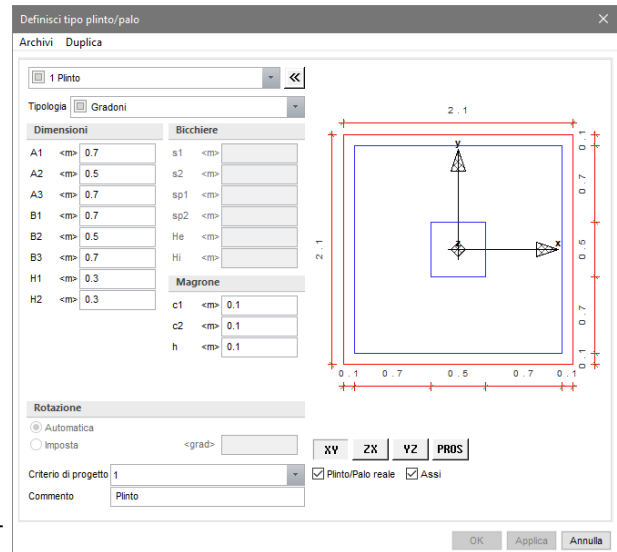 Definisci tipo plinto/palo
Archivi Duplica
1 Plinto
Tipologia Gradoni
Dimensioni
A1 <m> 0.7
A2 <m> 0.5
A3 <m> 0.7
B1 <m> 0.7
B2 <m> 0.5
B3 <m> 0.7
H1 <m> 0.3
H2 <m> 0.3
Bicchiere
s1 <m>
s2 <m>
sp1 <m>
sp2 <m>
He <m>
Hi <m>
Magrone
c1 <m> 0.1
c2 <m> 0.1
h <m> 0.1
2.1
2.1
y
z
x
0.1
0.7
0.5
0.7
0.1
0.1 0.7 0.5 0.7 0.1
Rotazione
Automatica
Imposta <grad>
Criterio di progetto 1
Commento Plinto
XY ZX YZ PROS
Plinto/Palo reale Assi
OK Applica Annulla